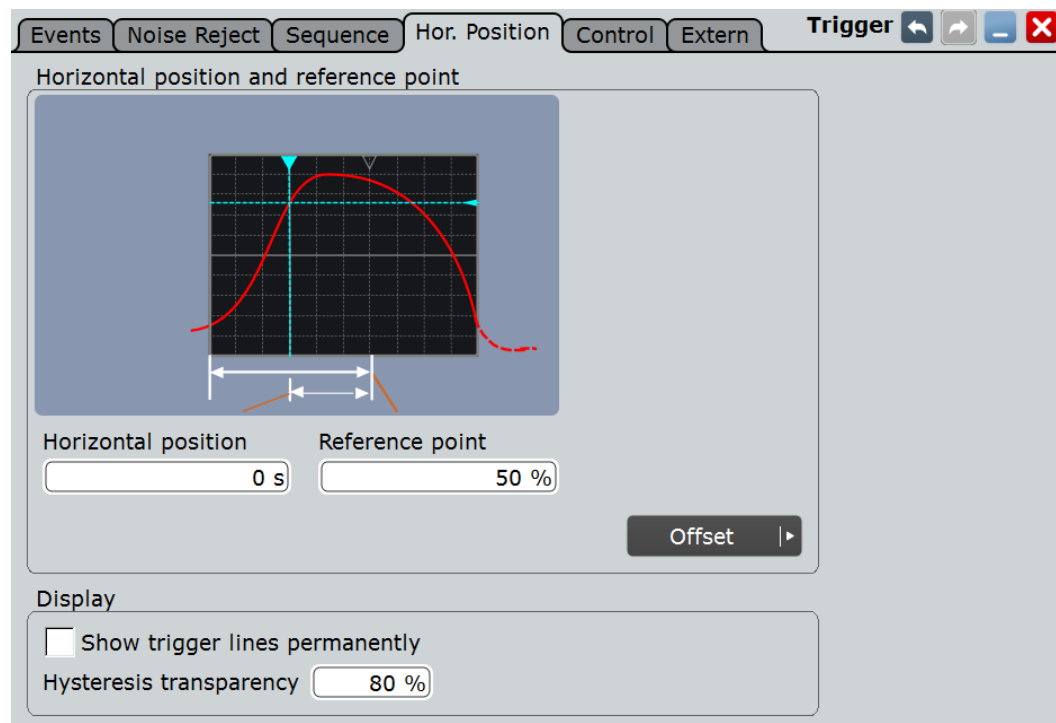 Events Noise Reject Sequence Hor. Position Control Extern Trigger
Horizontal position and reference point
Horizontal position Reference point
0 s 50 %
Offset
Display
Show trigger lines permanently
Hysteresis transparency 80 %